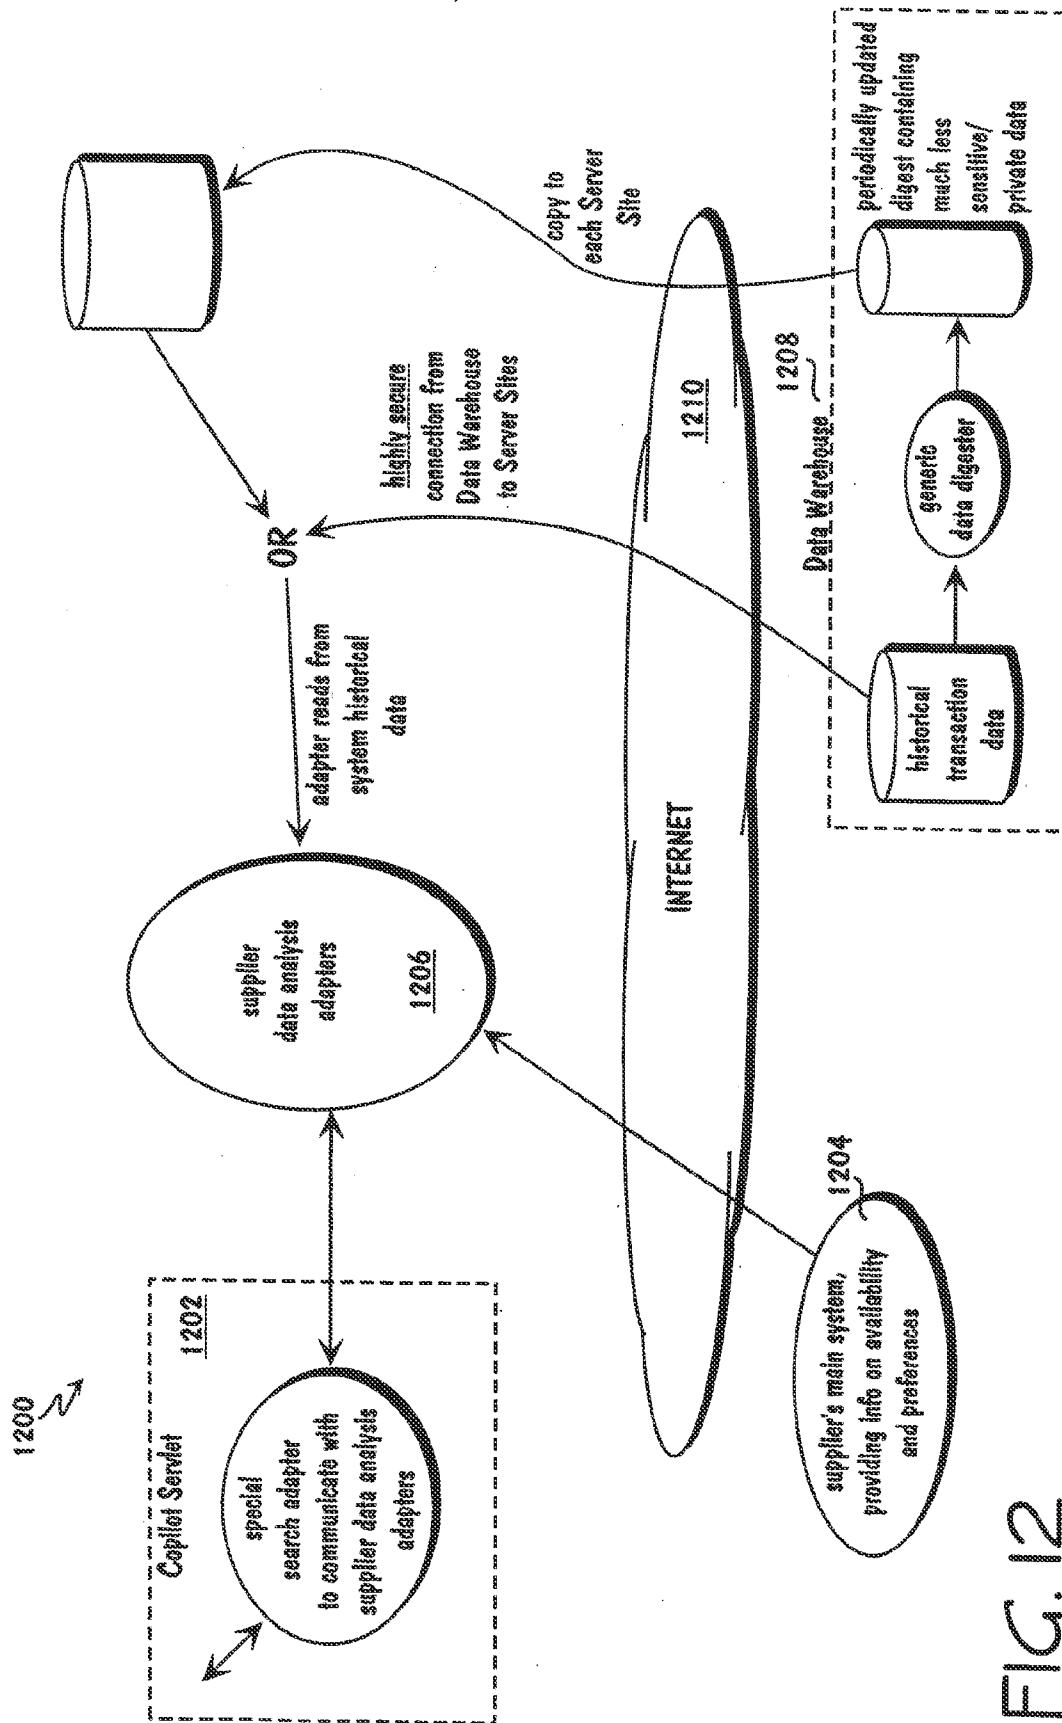 1200
Copilot Servlet
1202
special
search adapter
to communicate with
supplier data analysis
adapters
supplier
data analysis
adapters
1206
adapter reads from
system historical
data
OR
highly secure
connection from
Data Warehouse
to Server Sites
copy to
each Server
Site
INTERNET
1210
supplier's main system,
providing info on availability
and preferences
1204
Data Warehouse
1208
historical
transaction
data
generic
data digester
periodically updated
digest containing
much less
sensitive/
private data
FIG. 12